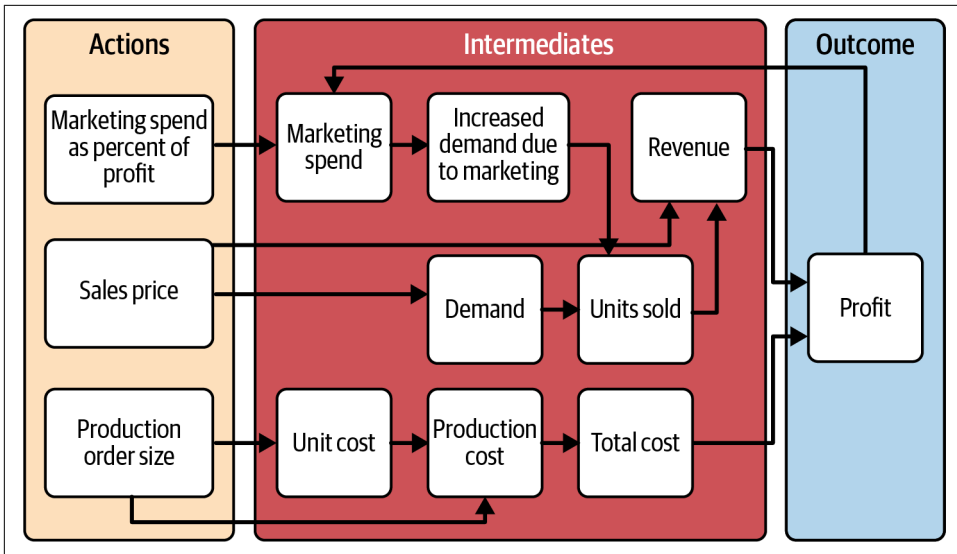 Actions
Intermediates
Outcome
Marketing spend
as percent of
profit
Marketing
spend
Increased
demand due
to marketing
Revenue
Sales price
Demand
Units sold
Profit
Production
order size
Unit cost
Production
cost
Total cost